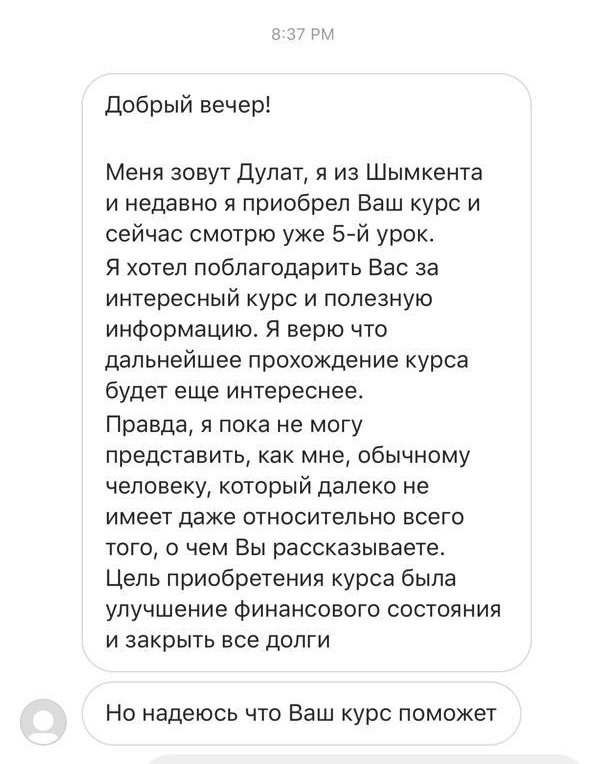 8:37 PM
Добрый вечер!
Меня зовут Дулат, я из Шымкента
и недавно я приобрел Ваш курс и
сейчас смотрю уже 5-й урок.
Я хотел поблагодарить Вас за
интересный курс и полезную
информацию. Я верю что
дальнейшее прохождение курса
будет еще интереснее.
Правда, я пока не могу
представить, как мне, обычному
человеку, который далеко не
имеет даже относительно всего
того, о чем Вы рассказываете.
Цель приобретения курса была
улучшение финансового состояния
и закрыть все долги
Но надеюсь что Ваш курс поможет